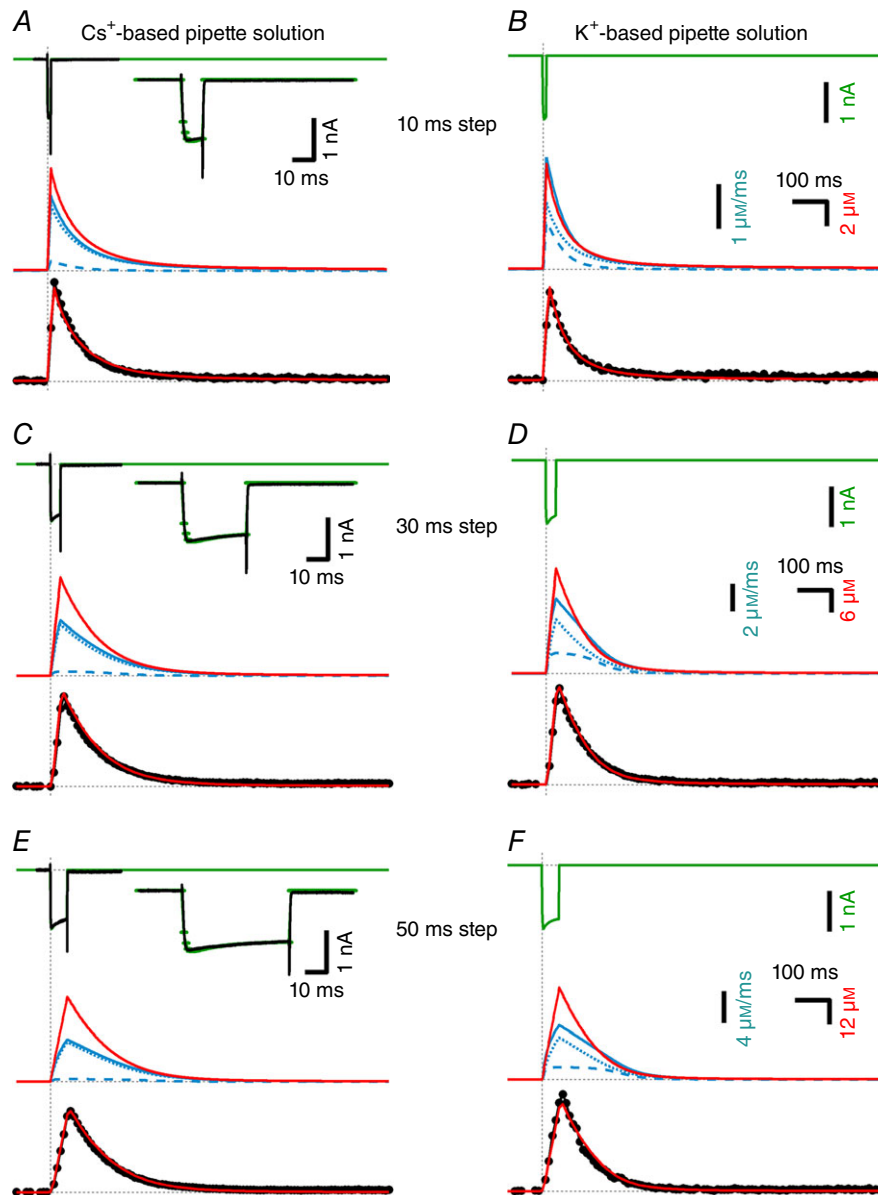 A
Cs⁺-based pipette solution
B
K⁺-based pipette solution
1 nA
10 ms
10 ms step
1 nA
1 μM/ms
100 ms
2 μM
C
1 nA
10 ms
D
30 ms step
1 nA
2 μM/ms
100 ms
6 μM
E
1 nA
10 ms
F
50 ms step
1 nA
4 μM/ms
100 ms
12 μM